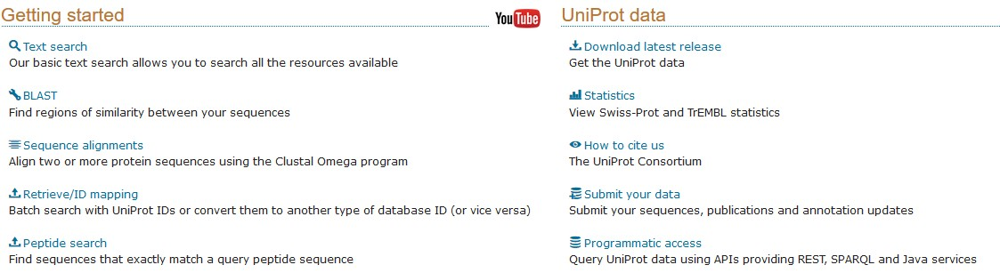 Getting started
YouTube
Text search
Our basic text search allows you to search all the resources available
BLAST
Find regions of similarity between your sequences
Sequence alignments
Align two or more protein sequences using the Clustal Omega program
Retrieve/ID mapping
Batch search with UniProt IDs or convert them to another type of database ID (or vice versa)
Peptide search
Find sequences that exactly match a query peptide sequence
UniProt data
Download latest release
Get the UniProt data
Statistics
View Swiss-Prot and TrEMBL statistics
How to cite us
The UniProt Consortium
Submit your data
Submit your sequences, publications and annotation updates
Programmatic access
Query UniProt data using APIs providing REST, SPARQL and Java services